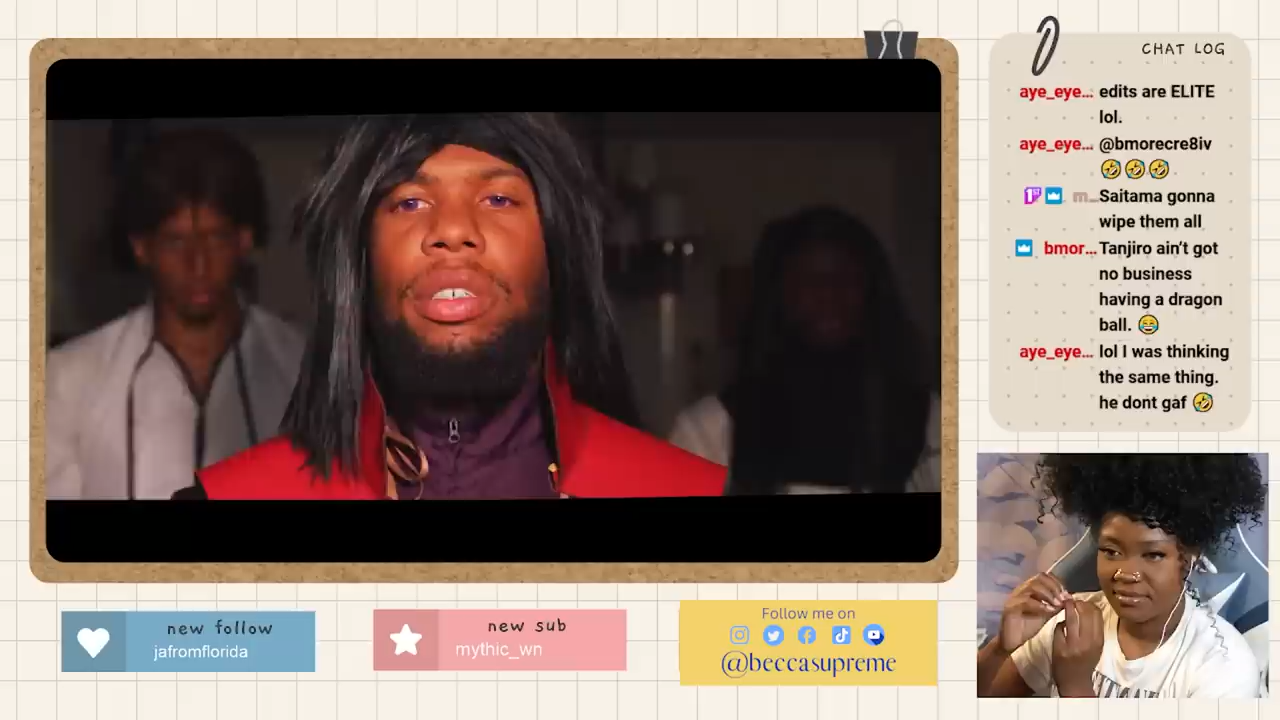 CHAT LOG
aye_eye... edits are ELITE
lol.
aye_eye... @bmorecre8iv
🤣🤣🤣
m... Saitama gonna
wipe them all
bmor... Tanjiro ain't got
no business
having a dragon
ball. 😂
aye_eye... lol I was thinking
the same thing.
he dont gaf 🤣
new follow
jafromflorida
new sub
mythic_wn
Follow me on
@beccasupreme